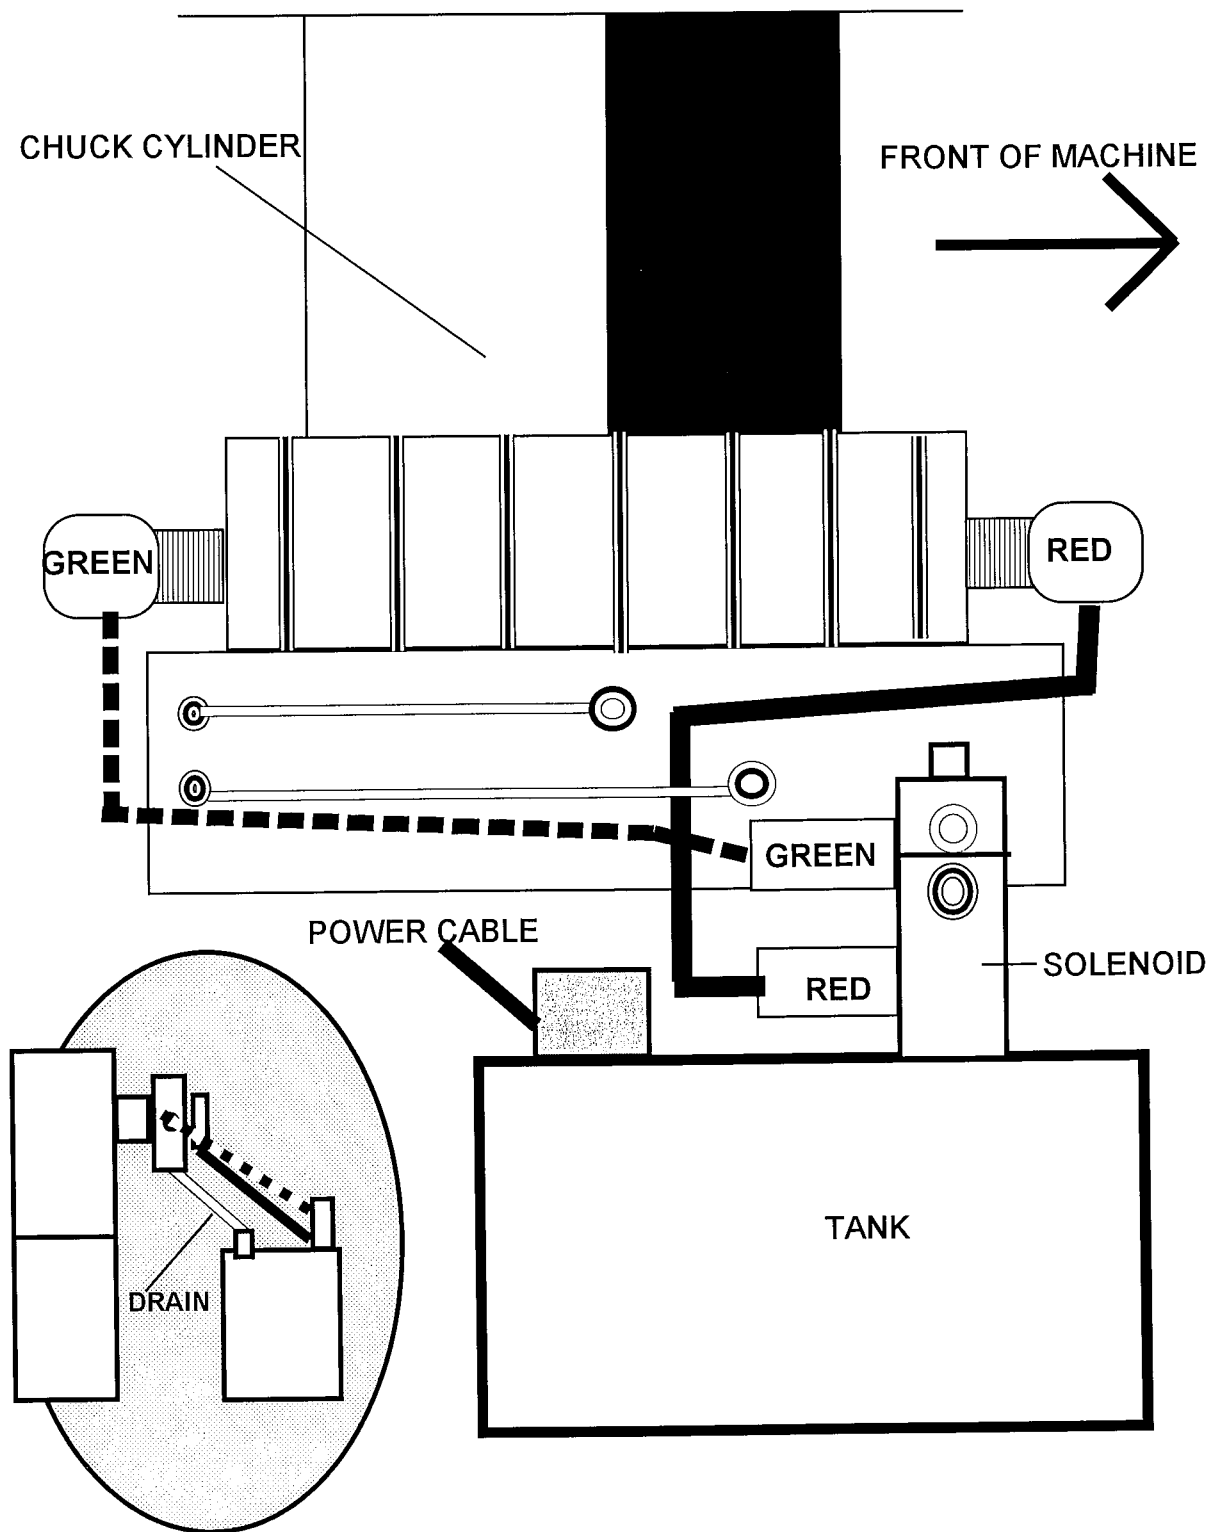 CHUCK CYLINDER
FRONT OF MACHINE
GREEN
RED
GREEN
POWER CABLE
SOLENOID
RED
TANK
DRAIN